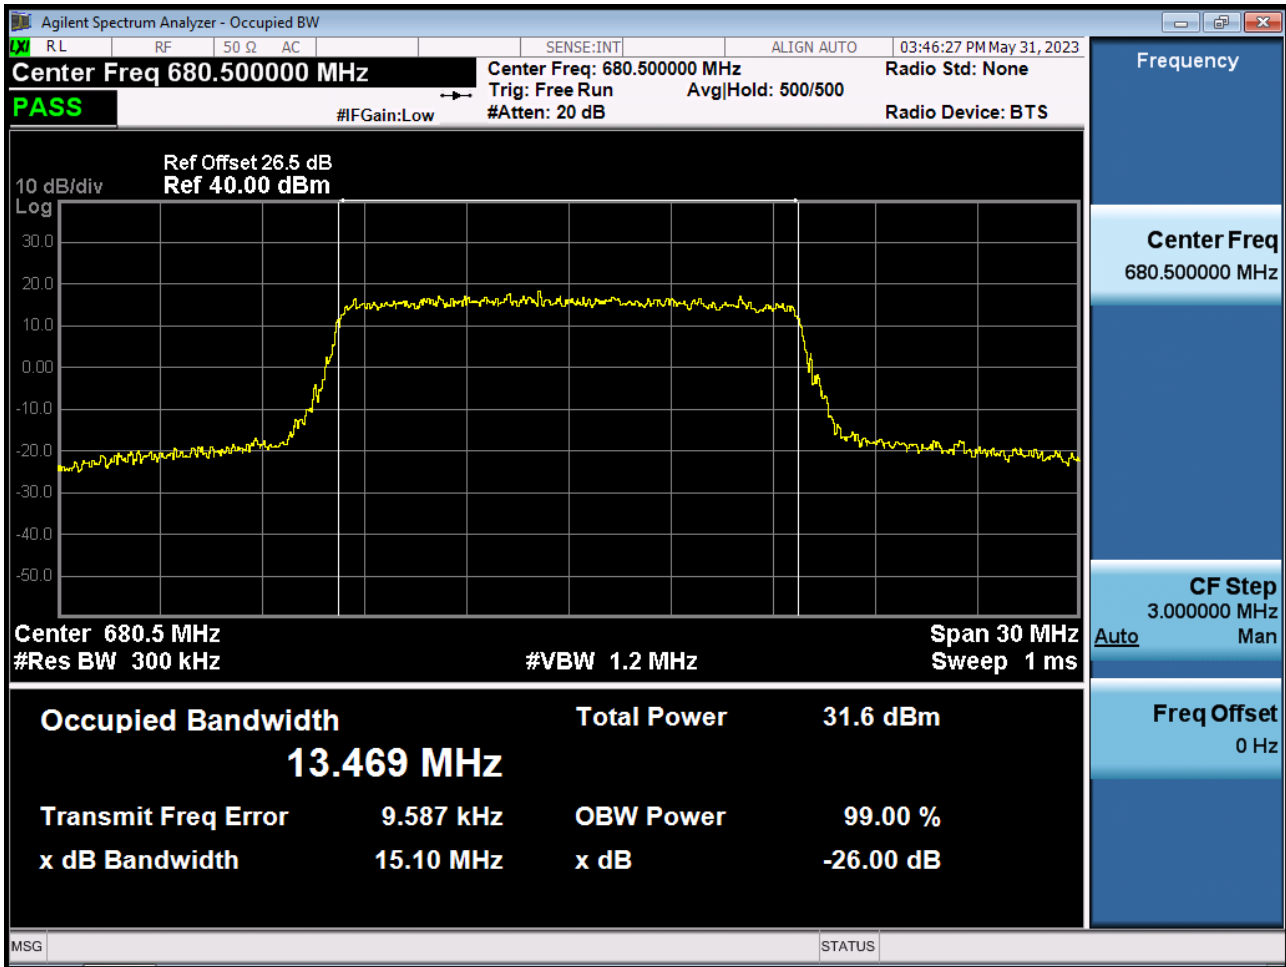 Agilent Spectrum Analyzer - Occupied BW
LXI RL RF 50 Ω AC SENSE:INT ALIGN AUTO 03:46:27 PM May 31, 2023
Center Freq 680.500000 MHz
PASS
#IFGain:Low
Center Freq: 680.500000 MHz
Trig: Free Run Avg|Hold: 500/500
#Atten: 20 dB
Radio Std: None
Radio Device: BTS
Ref Offset 26.5 dB
10 dB/div Ref 40.00 dBm
Log
30.0
20.0
10.0
0.00
-10.0
-20.0
-30.0
-40.0
-50.0
Center 680.5 MHz Span 30 MHz
#Res BW 300 kHz #VBW 1.2 MHz Sweep 1 ms
Occupied Bandwidth Total Power 31.6 dBm
13.469 MHz
Transmit Freq Error 9.587 kHz OBW Power 99.00 %
x dB Bandwidth 15.10 MHz x dB -26.00 dB
MSG STATUS
Frequency
Center Freq
680.500000 MHz
CF Step
3.000000 MHz
Auto Man
Freq Offset
0 Hz